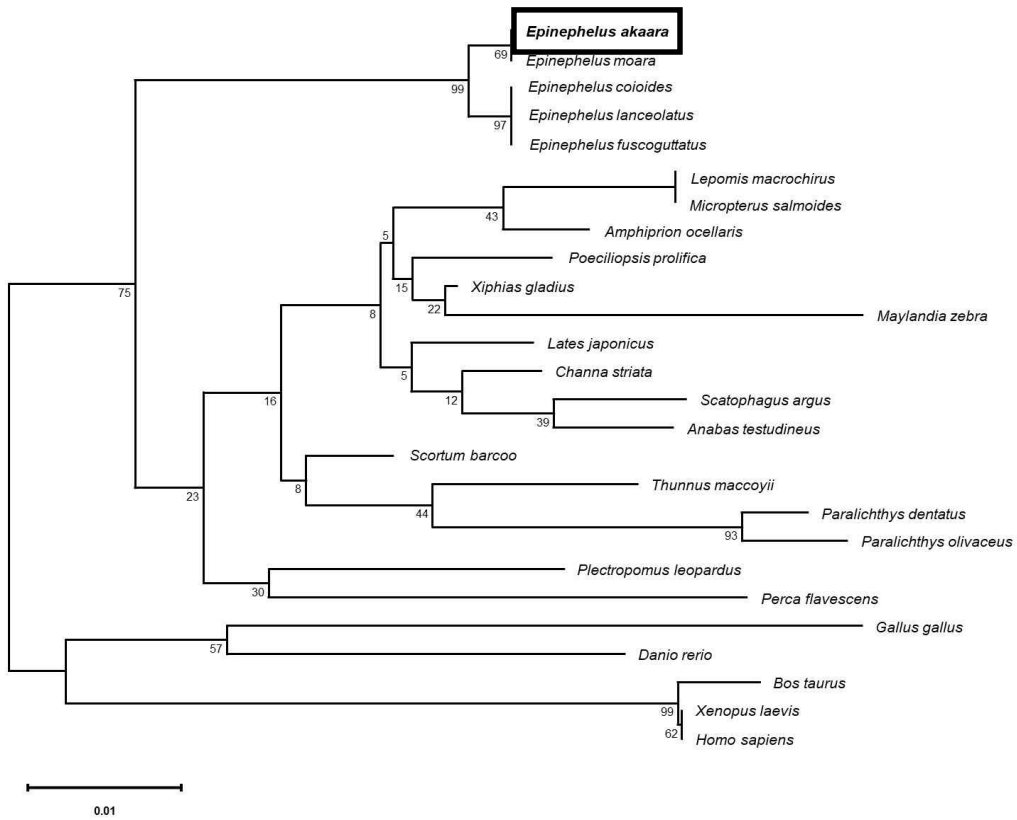 Epinephelus akaara
69
Epinephelus moara
99
Epinephelus coioides
97
Epinephelus lanceolatus
Epinephelus fuscoguttatus
Lepomis macrochirus
Micropterus salmoides
43
Amphiprion ocellaris
5
Poeciliopsis prolifica
15
Xiphias gladius
75
22
8
Maylandia zebra
Lates japonicus
5
Channa striata
16
12
Scatophagus argus
39
Anabas testudineus
Scortum barcoo
8
Thunnus maccoyii
23
44
Paralichthys dentatus
93
Paralichthys olivaceus
Plectropomus leopardus
30
Perca flavescens
Gallus gallus
57
Danio rerio
Bos taurus
99
Xenopus laevis
62
Homo sapiens
0.01